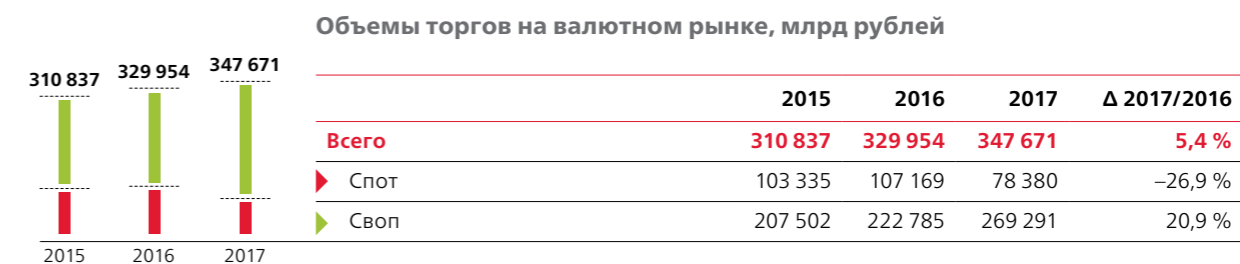 Объемы торгов на валютном рынке, млрд рублей
310 837
329 954
347 671
2015
2016
2017
2015 2016 2017 Δ 2017/2016
Всего 310 837 329 954 347 671 5,4 %
Спот 103 335 107 169 78 380 –26,9 %
Своп 207 502 222 785 269 291 20,9 %